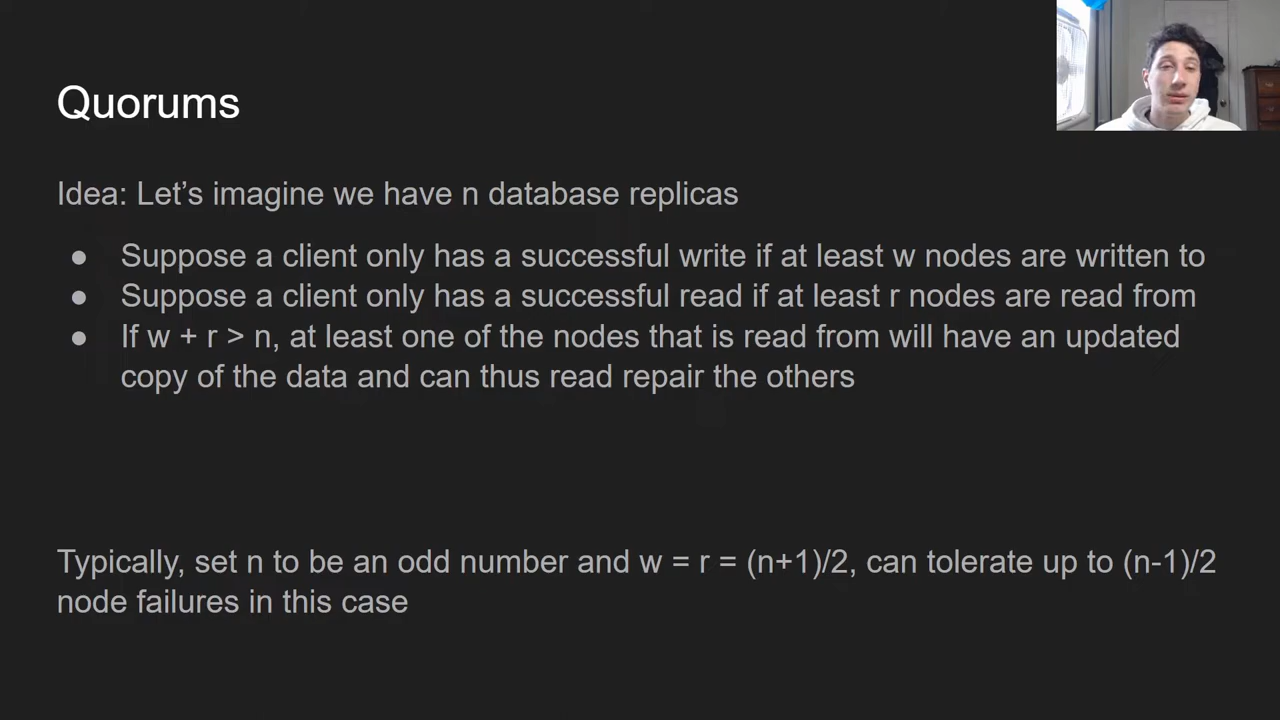 Quorums
Idea: Let’s imagine we have n database replicas
● Suppose a client only has a successful write if at least w nodes are written to
● Suppose a client only has a successful read if at least r nodes are read from
● If w + r > n, at least one of the nodes that is read from will have an updated
copy of the data and can thus read repair the others
Typically, set n to be an odd number and w = r = (n+1)/2, can tolerate up to (n-1)/2
node failures in this case